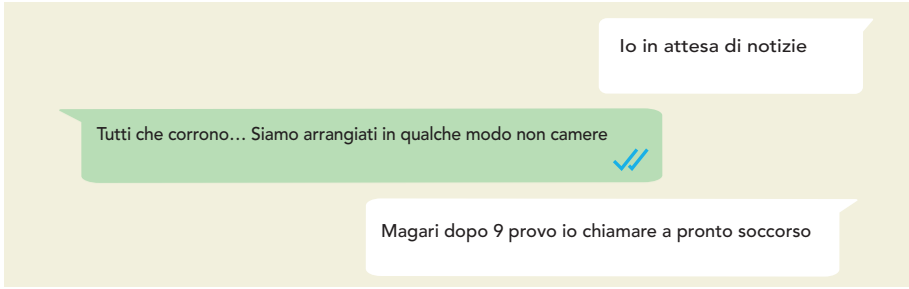 Io in attesa di notizie
Tutti che corrono... Siamo arrangiati in qualche modo non camere
Magari dopo 9 provo io chiamare a pronto soccorso